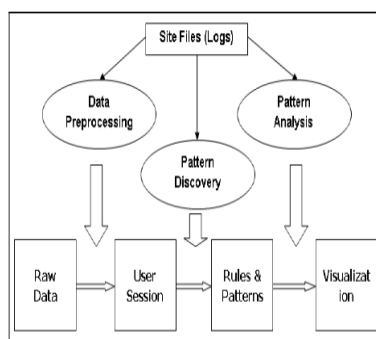 Site Files (Logs)
Data
Preprocessing
Pattern
Analysis
Pattern
Discovery
Raw
Data
User
Session
Rules &
Patterns
Visualizat
ion